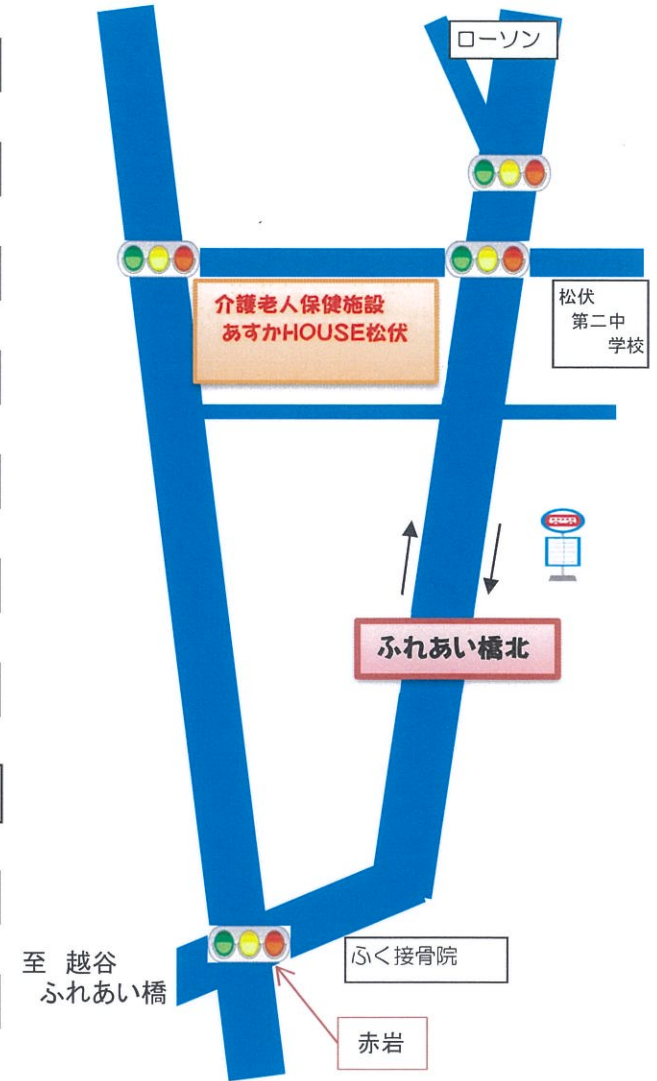 ローソン
介護老人保健施設
あすかHOUSE松伏
松伏
第二中
学校
ふれあい橋北
至 越谷
ふれあい橋
ふく接骨院
赤岩